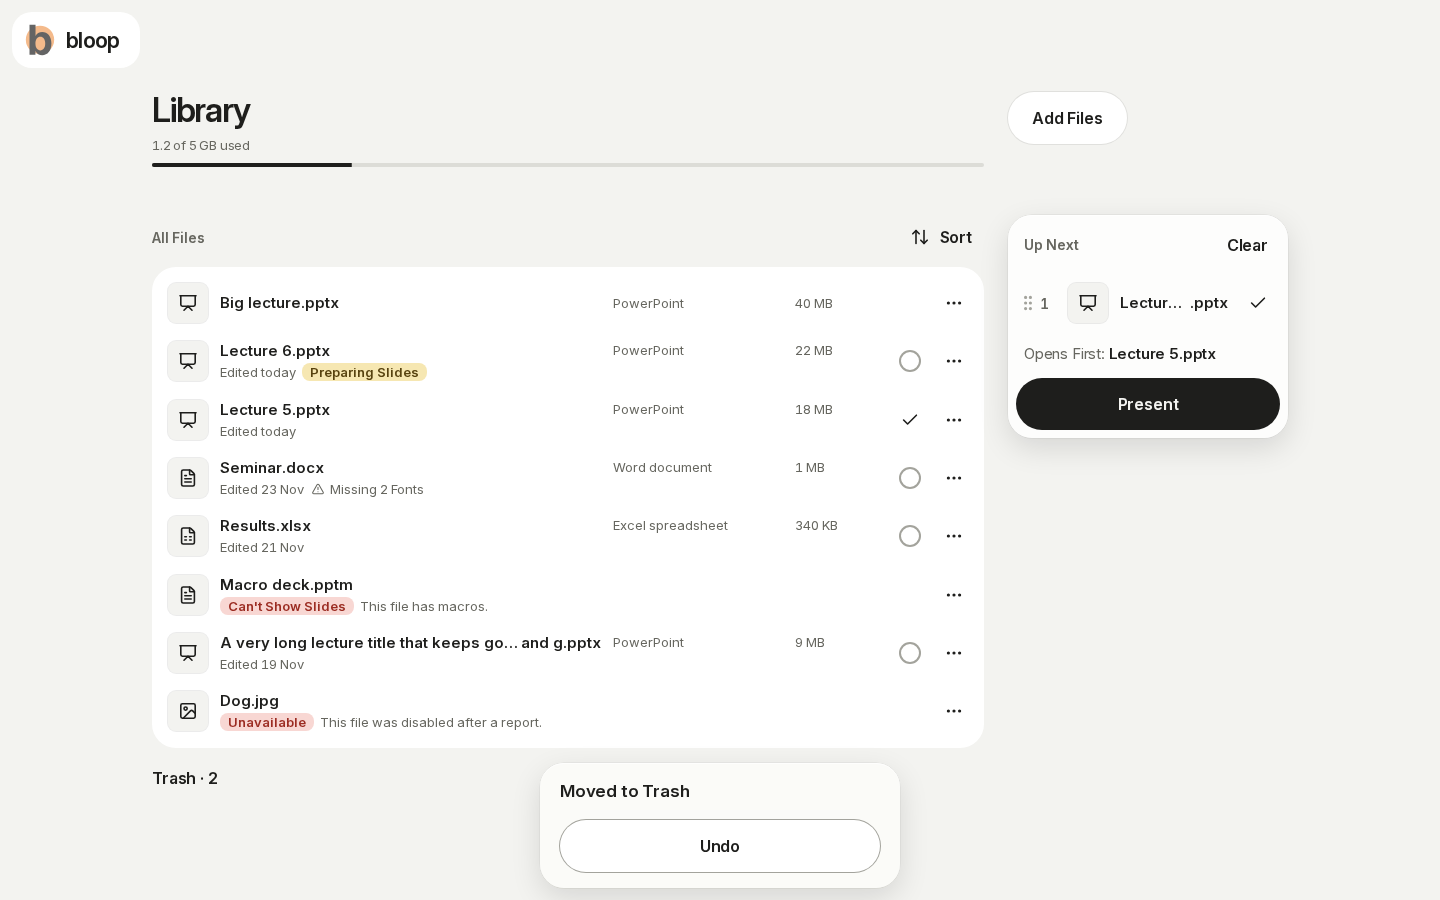 bloop
Library
1.2 of 5 GB used
Add Files
All Files
Sort
Big lecture.pptx PowerPoint 40 MB
Lecture 6.pptx PowerPoint 22 MB
Edited today Preparing Slides
Lecture 5.pptx PowerPoint 18 MB
Edited today
Seminar.docx Word document 1 MB
Edited 23 Nov Missing 2 Fonts
Results.xlsx Excel spreadsheet 340 KB
Edited 21 Nov
Macro deck.pptm
Can't Show Slides This file has macros.
A very long lecture title that keeps go… and g.pptx PowerPoint 9 MB
Edited 19 Nov
Dog.jpg
Unavailable This file was disabled after a report.
Trash · 2
Up Next Clear
1 Lectur… .pptx
Opens First: Lecture 5.pptx
Present
Moved to Trash
Undo